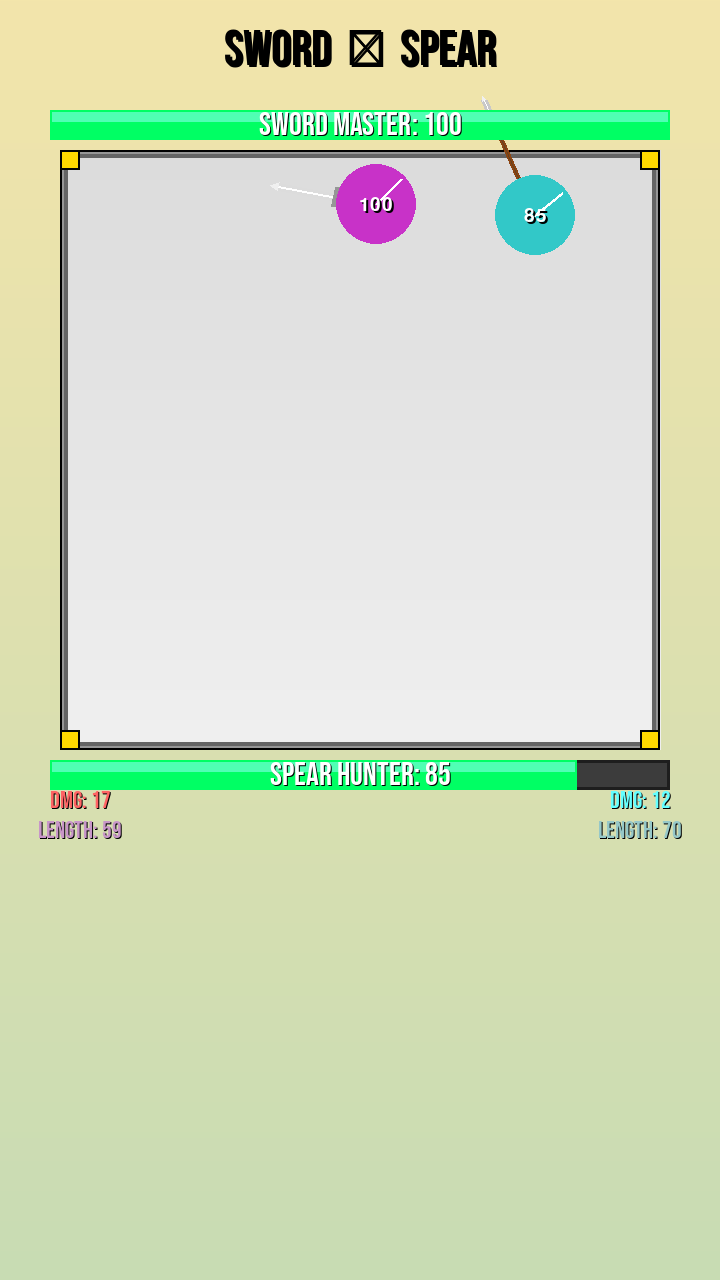 SWORD ☒ SPEAR
SWORD MASTER: 100
100
85
SPEAR HUNTER: 85
DMG: 17
DMG: 12
LENGTH: 59
LENGTH: 70